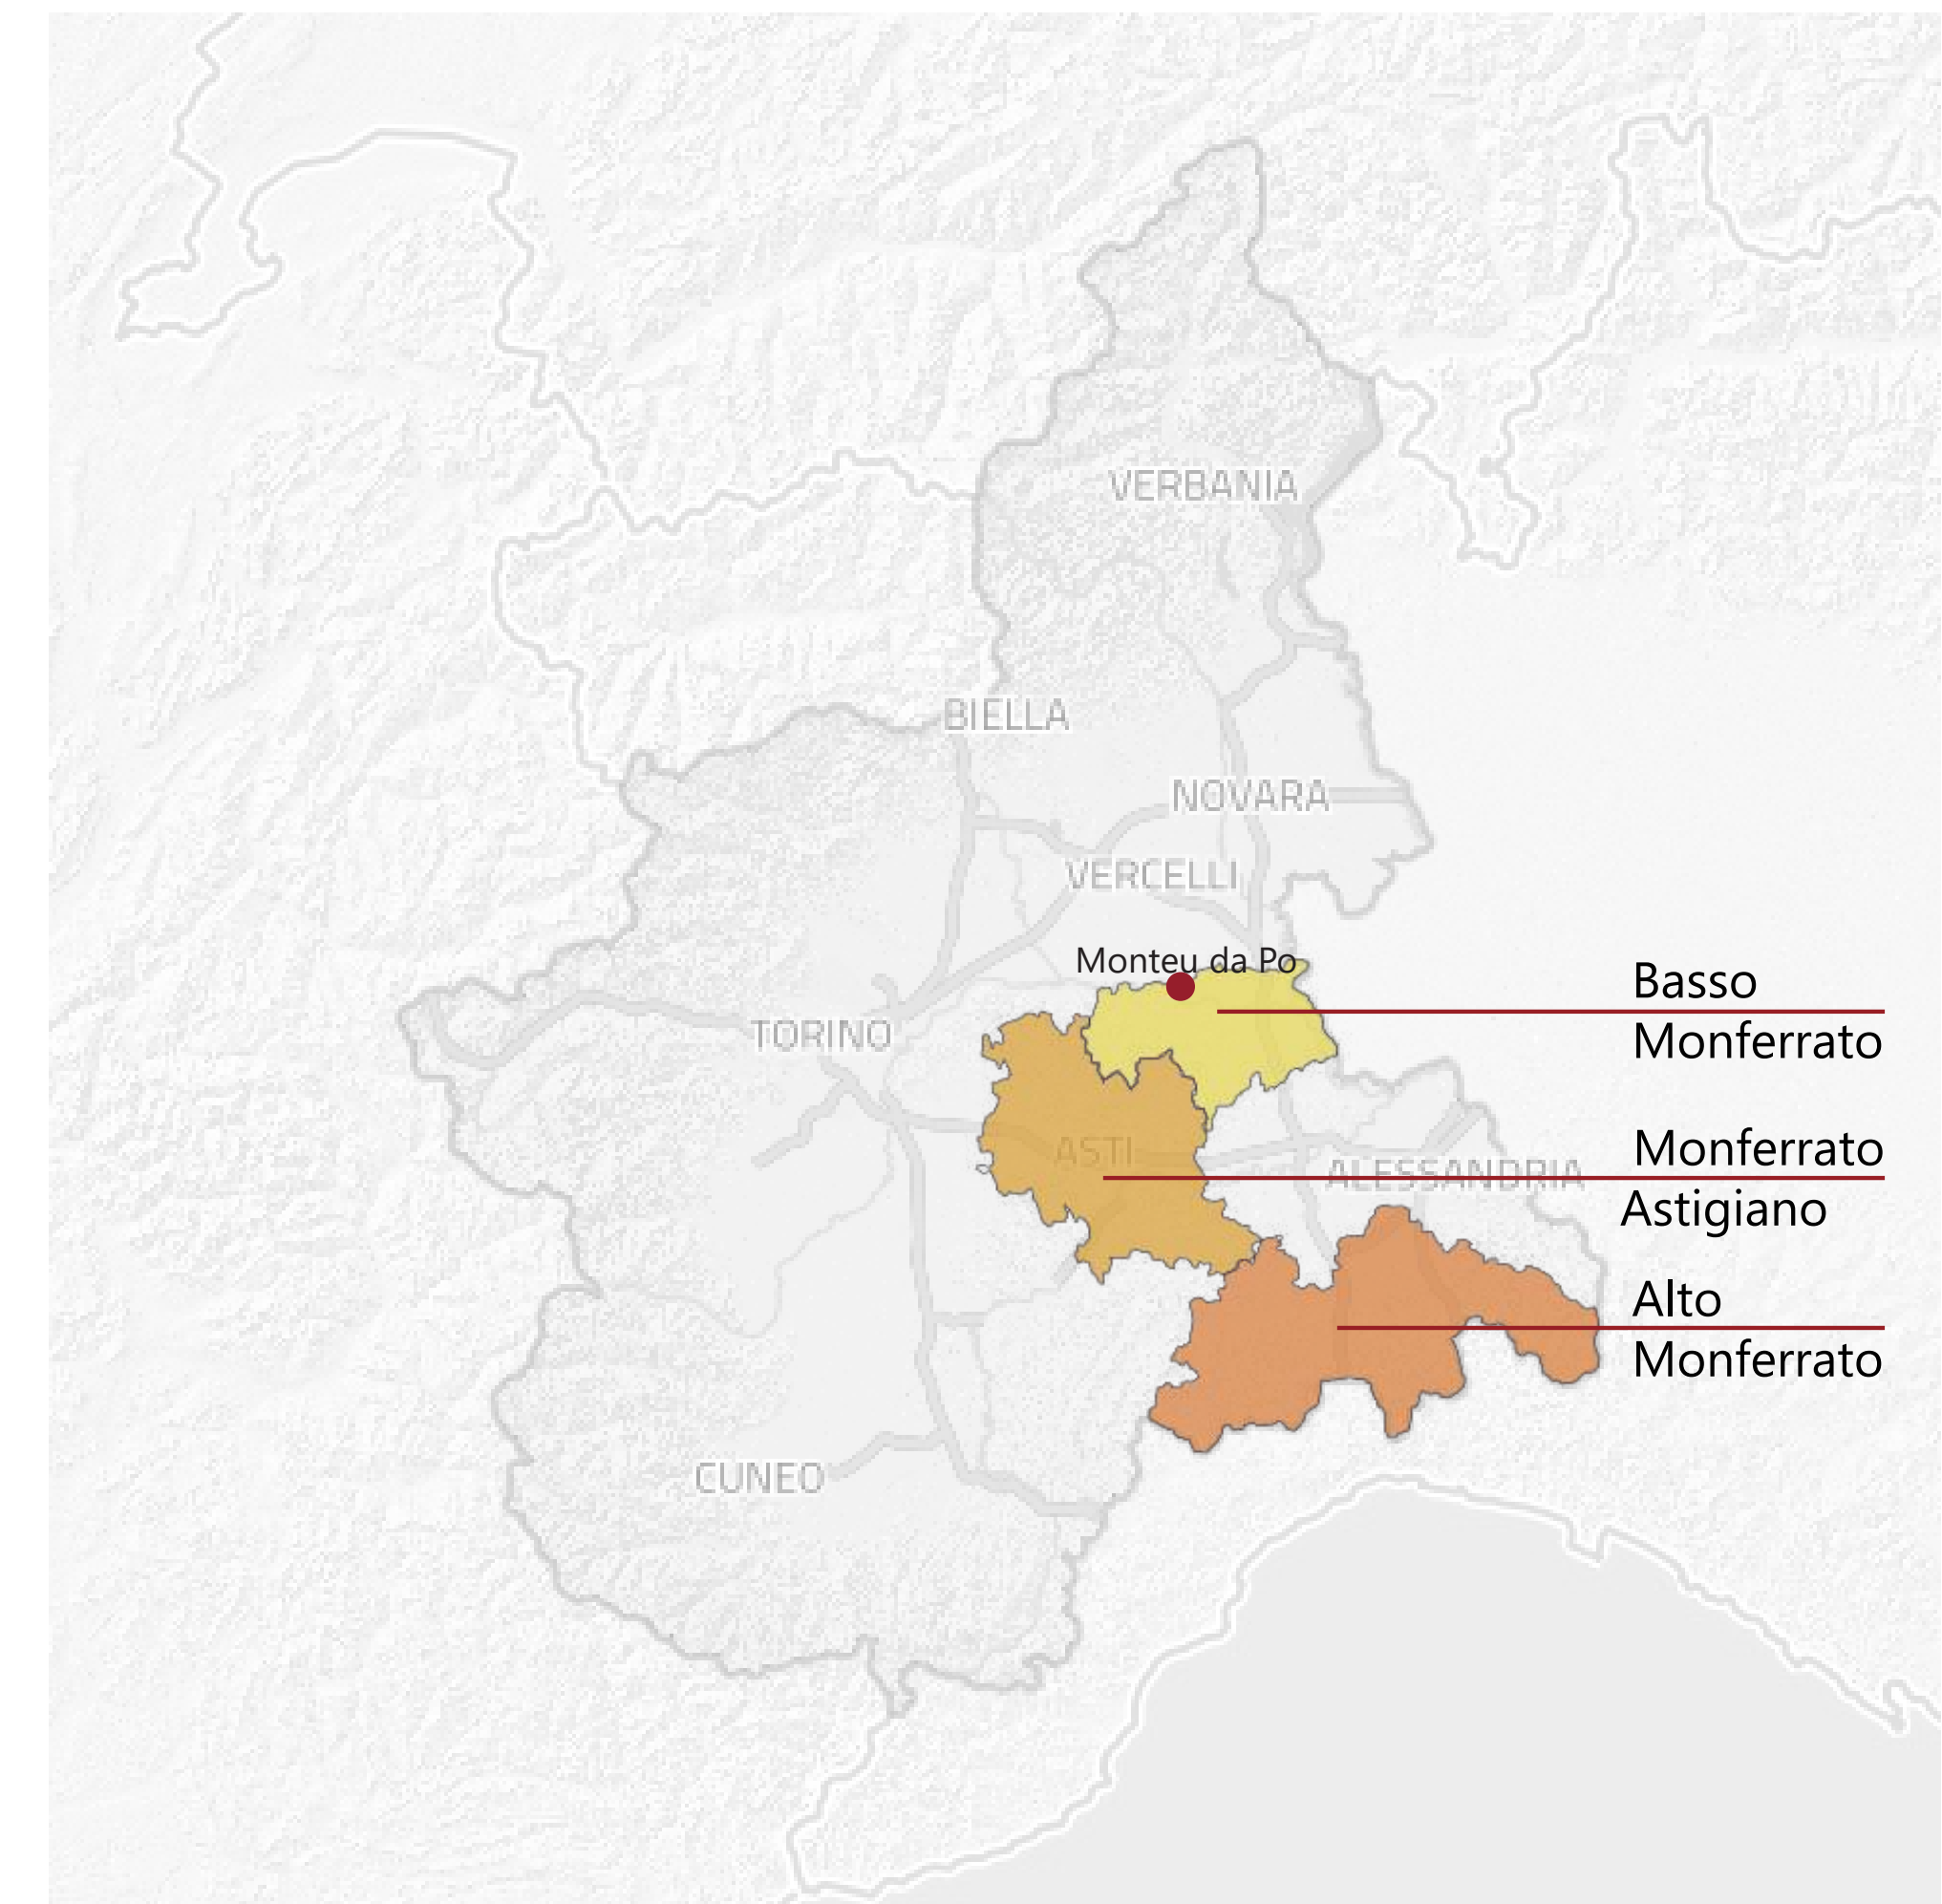 VERBANIA
BIELLA
NOVARA
VERCELLI
Monteu da Po
Basso
Monferrato
TORINO
ASTI
Monferrato
ALESSANDRIA
Astigiano
Alto
Monferrato
CUNEO